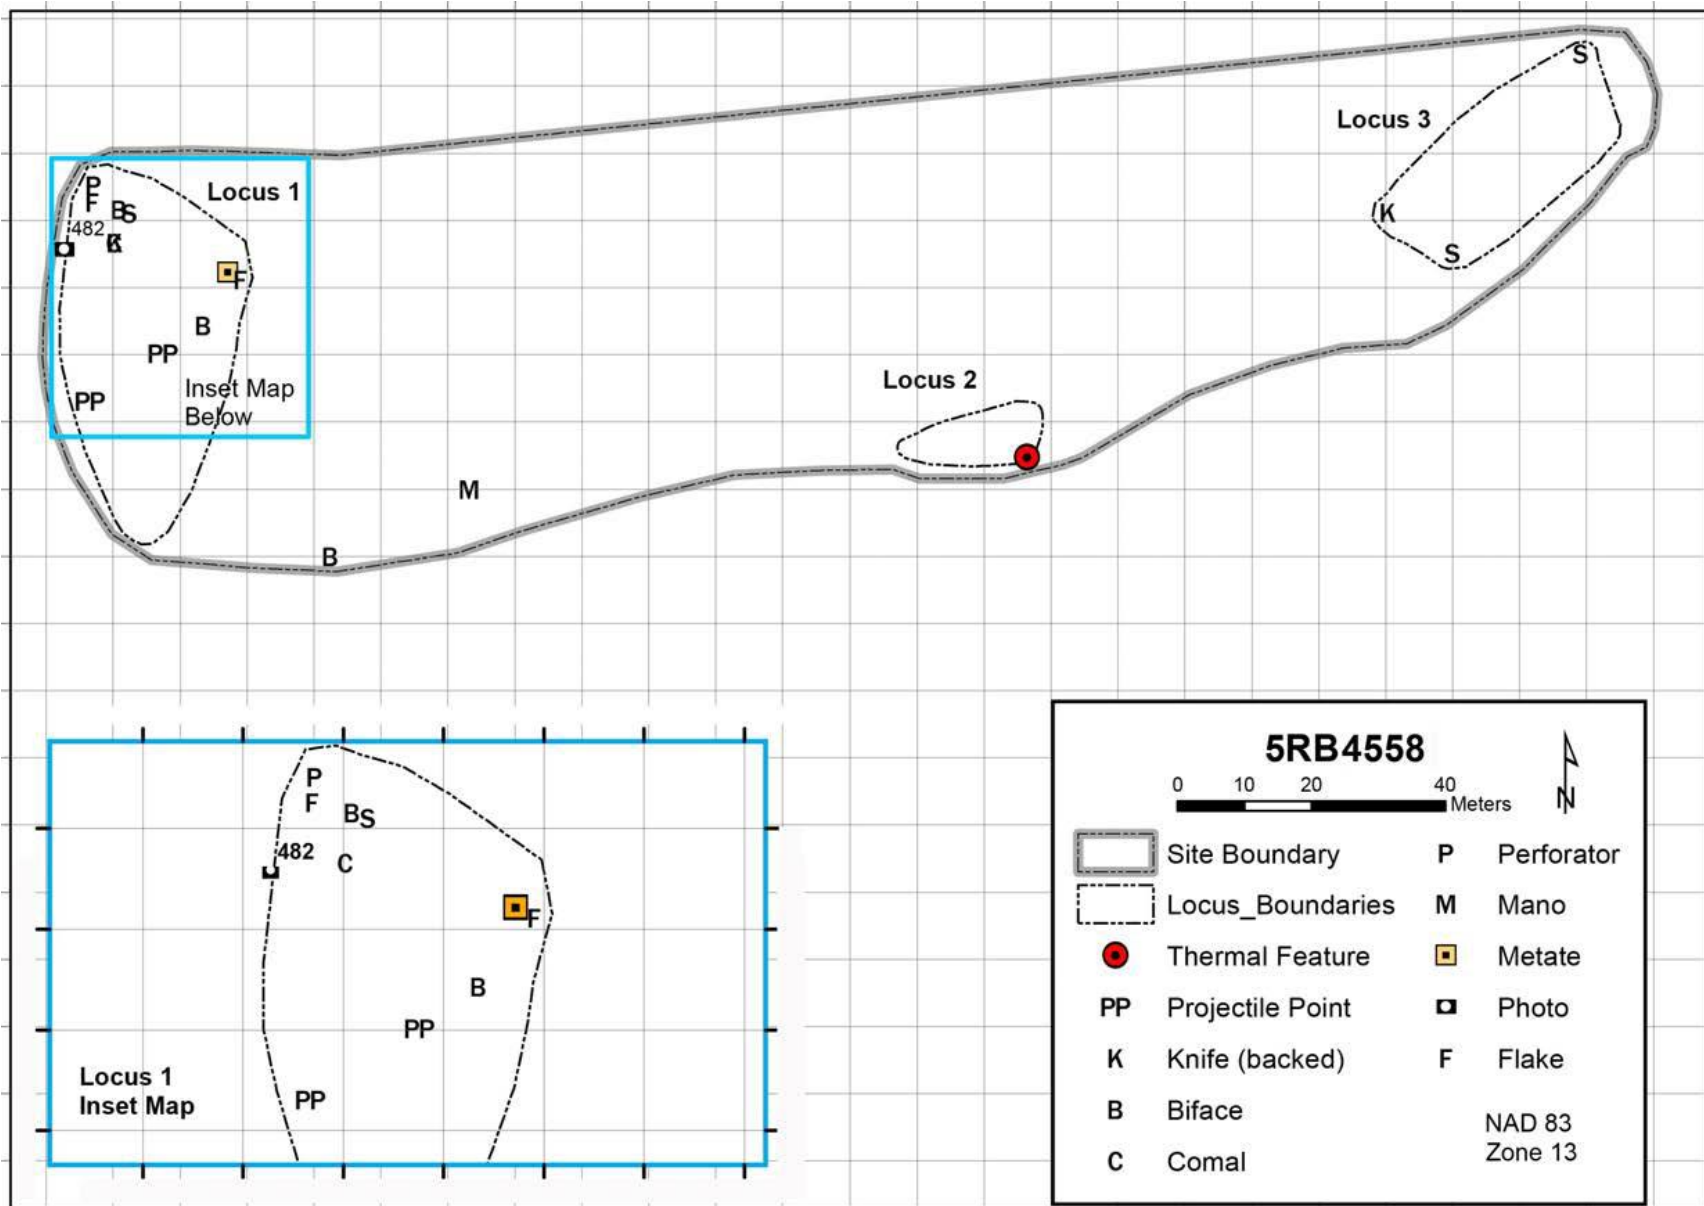 S
Locus 3
P
Locus 1
F
BS
K
S
482
F
B
PP
Locus 2
Inset Map
Below
PP
M
B
P
F
BS
482
C
F
B
PP
Locus 1
Inset Map
PP
5RB4558
0 10 20 40
Meters
N
Site Boundary P Perforator
Locus_Boundaries M Mano
Thermal Feature Metate
PP Projectile Point Photo
K Knife (backed) F Flake
B Biface
C Comal
NAD 83
Zone 13